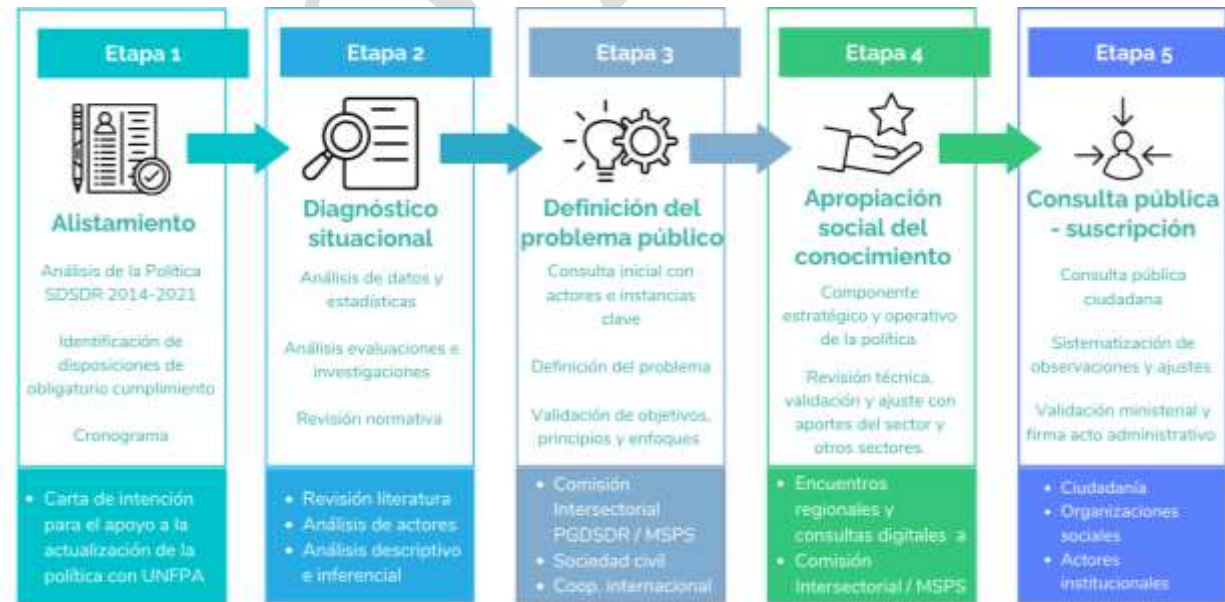 Etapa 1
Alistamiento
Análisis de la Política
SDSDR 2014-2021
Identificación de
disposiciones de
obligatorio cumplimiento
Cronograma
• Carta de intención
para el apoyo a la
actualización de la
política con UNFPA
Etapa 2
Diagnóstico
situacional
Análisis de datos y
estadísticas
Análisis evaluaciones e
investigaciones
Revisión normativa
• Revisión literatura
• Análisis de actores
• Análisis descriptivo
e inferencial
Etapa 3
Definición del
problema público
Consulta inicial con
actores e instancias
clave
Definición del problema
Validación de objetivos,
principios y enfoques
• Comisión
Intersectorial
PGDSDR / MSPS
• Sociedad civil
• Coop. internacional
Etapa 4
Apropiación
social del
conocimiento
Componente
estratégico y operativo
de la política.
Revisión técnica,
validación y ajuste con
aportes del sector y
otros sectores.
• Encuentros
regionales y
consultas digitales a
• Comisión
Intersectorial / MSPS
Etapa 5
Consulta pública
- suscripción
Consulta pública
ciudadana
Sistematización de
observaciones y ajustes
Validación ministerial y
firma acto administrativo
• Ciudadanía
• Organizaciones
sociales
• Actores
institucionales